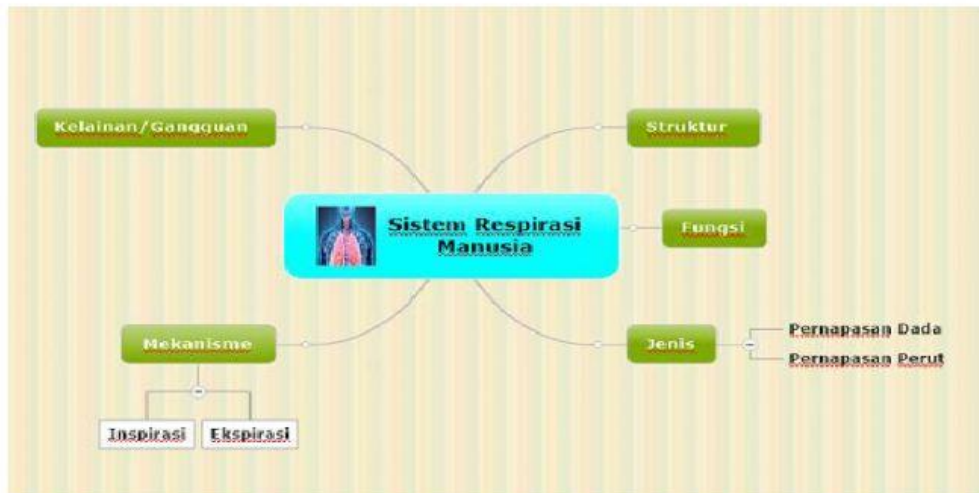 Kelainan/Gangguan
Struktur
Sistem Respirasi
Manusia
Fungsi
Mekanisme
Inspirasi
Ekspirasi
Jenis
Pernapasan Dada
Pernapasan Perut